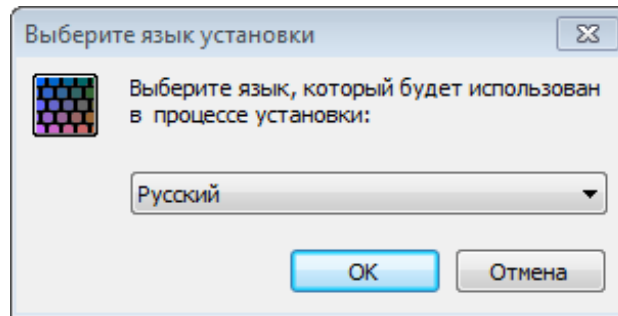 Выберите язык установки
Выберите язык, который будет использован
в процессе установки:
Русский
OK
Отмена